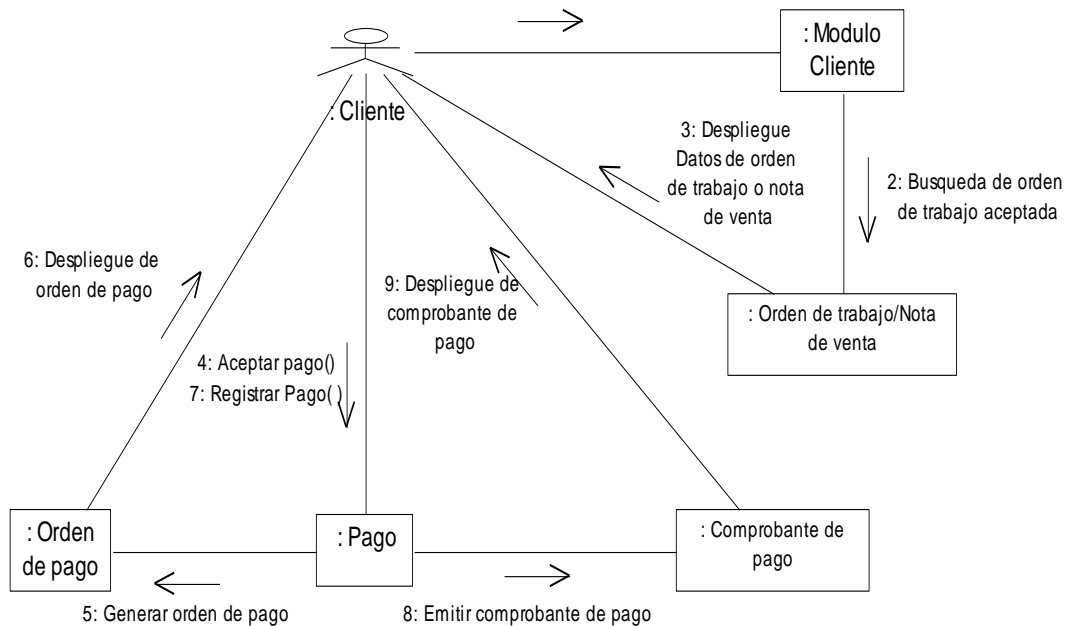 : Modulo
Cliente
: Cliente
3: Despliegue
Datos de orden
de trabajo o nota
de venta
2: Busqueda de orden
de trabajo aceptada
6: Despliegue de
orden de pago
9: Despliegue de
comprobante de
pago
: Orden de trabajo/Nota
de venta
4: Aceptar pago()
7: Registrar Pago( )
: Orden
de pago
: Pago
: Comprobante de
pago
5: Generar orden de pago
8: Emitir comprobante de pago